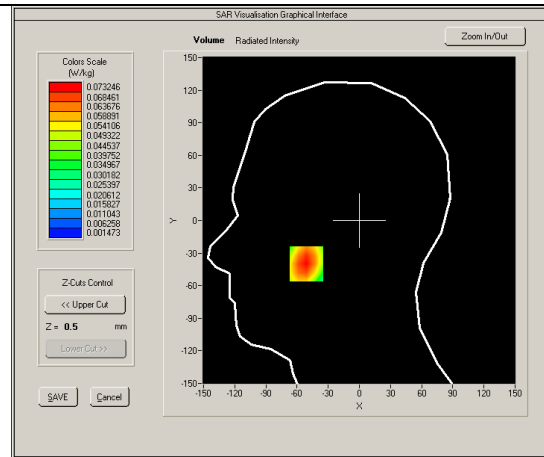 SAR Visualisation Graphical Interface
Volume Radiated Intensity
Zoom In/Out
Colors Scale
(W/kg)
0.073246
0.068461
0.063676
0.058891
0.054106
0.049322
0.044537
0.039752
0.034967
0.030182
0.025397
0.020612
0.015827
0.011043
0.006258
0.001473
Z-Cuts Control
<< Upper Cut
Z = 0.5 mm
Lower Cut >>
SAVE Cancel
150
120
90
60
30
0
-30
-60
-90
-120
-150
Y
-150 -120 -90 -60 -30 0 30 60 90 120 150
X